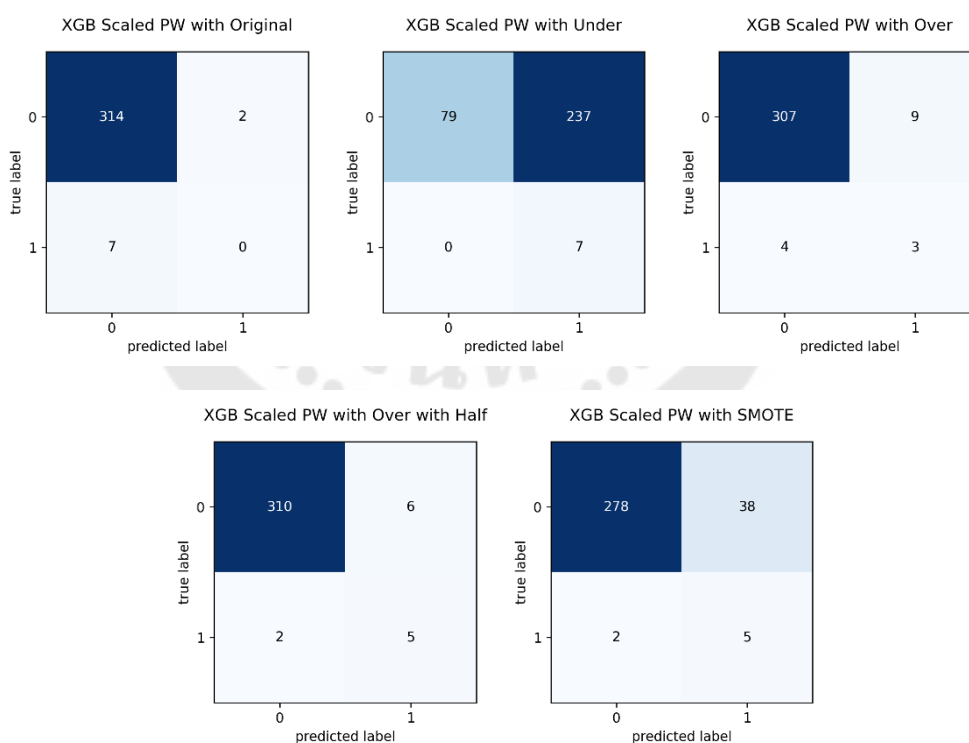 XGB Scaled PW with Original
0
314
2
true label
1
7
0
0
1
predicted label
XGB Scaled PW with Under
0
79
237
true label
1
0
7
0
1
predicted label
XGB Scaled PW with Over
0
307
9
true label
1
4
3
0
1
predicted label
XGB Scaled PW with Over with Half
0
310
6
true label
1
2
5
0
1
predicted label
XGB Scaled PW with SMOTE
0
278
38
true label
1
2
5
0
1
predicted label